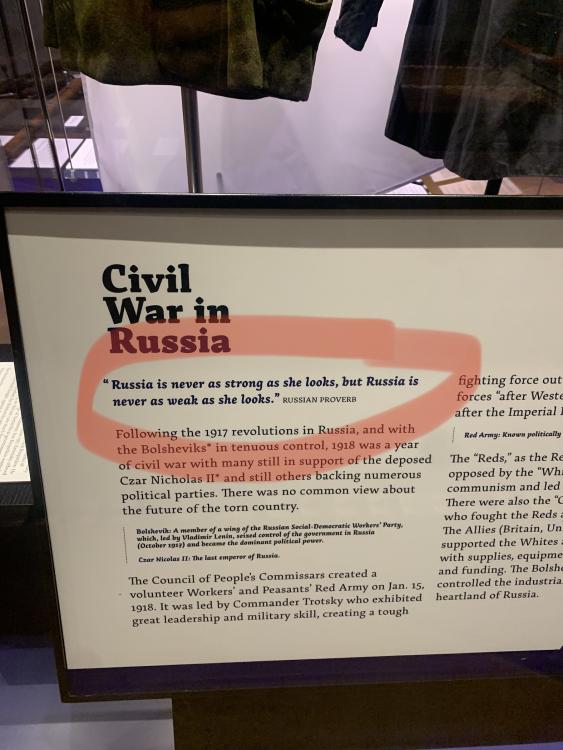 Civil
War in
Russia
“ Russia is never as strong as she looks, but Russia is
never as weak as she looks.” RUSSIAN PROVERB
Following the 1917 revolutions in Russia, and with
the Bolsheviks* in tenuous control, 1918 was a year
of civil war with many still in support of the deposed
Czar Nicholas II* and still others backing numerous
political parties. There was no common view about
the future of the torn country.
Bolshevik: A member of a wing of the Russian Social-Democratic Workers' Party,
which, led by Vladimir Lenin, seized control of the government in Russia
(October 1917) and became the dominant political power.
Czar Nicolas II: The last emperor of Russia.
The Council of People's Commissars created a
volunteer Workers' and Peasants' Red Army on Jan. 15,
1918. It was led by Commander Trotsky who exhibited
great leadership and military skill, creating a tough
fighting force out
forces “after Weste
after the Imperial
Red Army: Known politically
The “Reds,” as the Re
opposed by the “Whi
communism and led
There were also the “G
who fought the Reds a
The Allies (Britain, Un
supported the Whites a
with supplies, equipme
and funding. The Bolshe
controlled the industria
heartland of Russia.